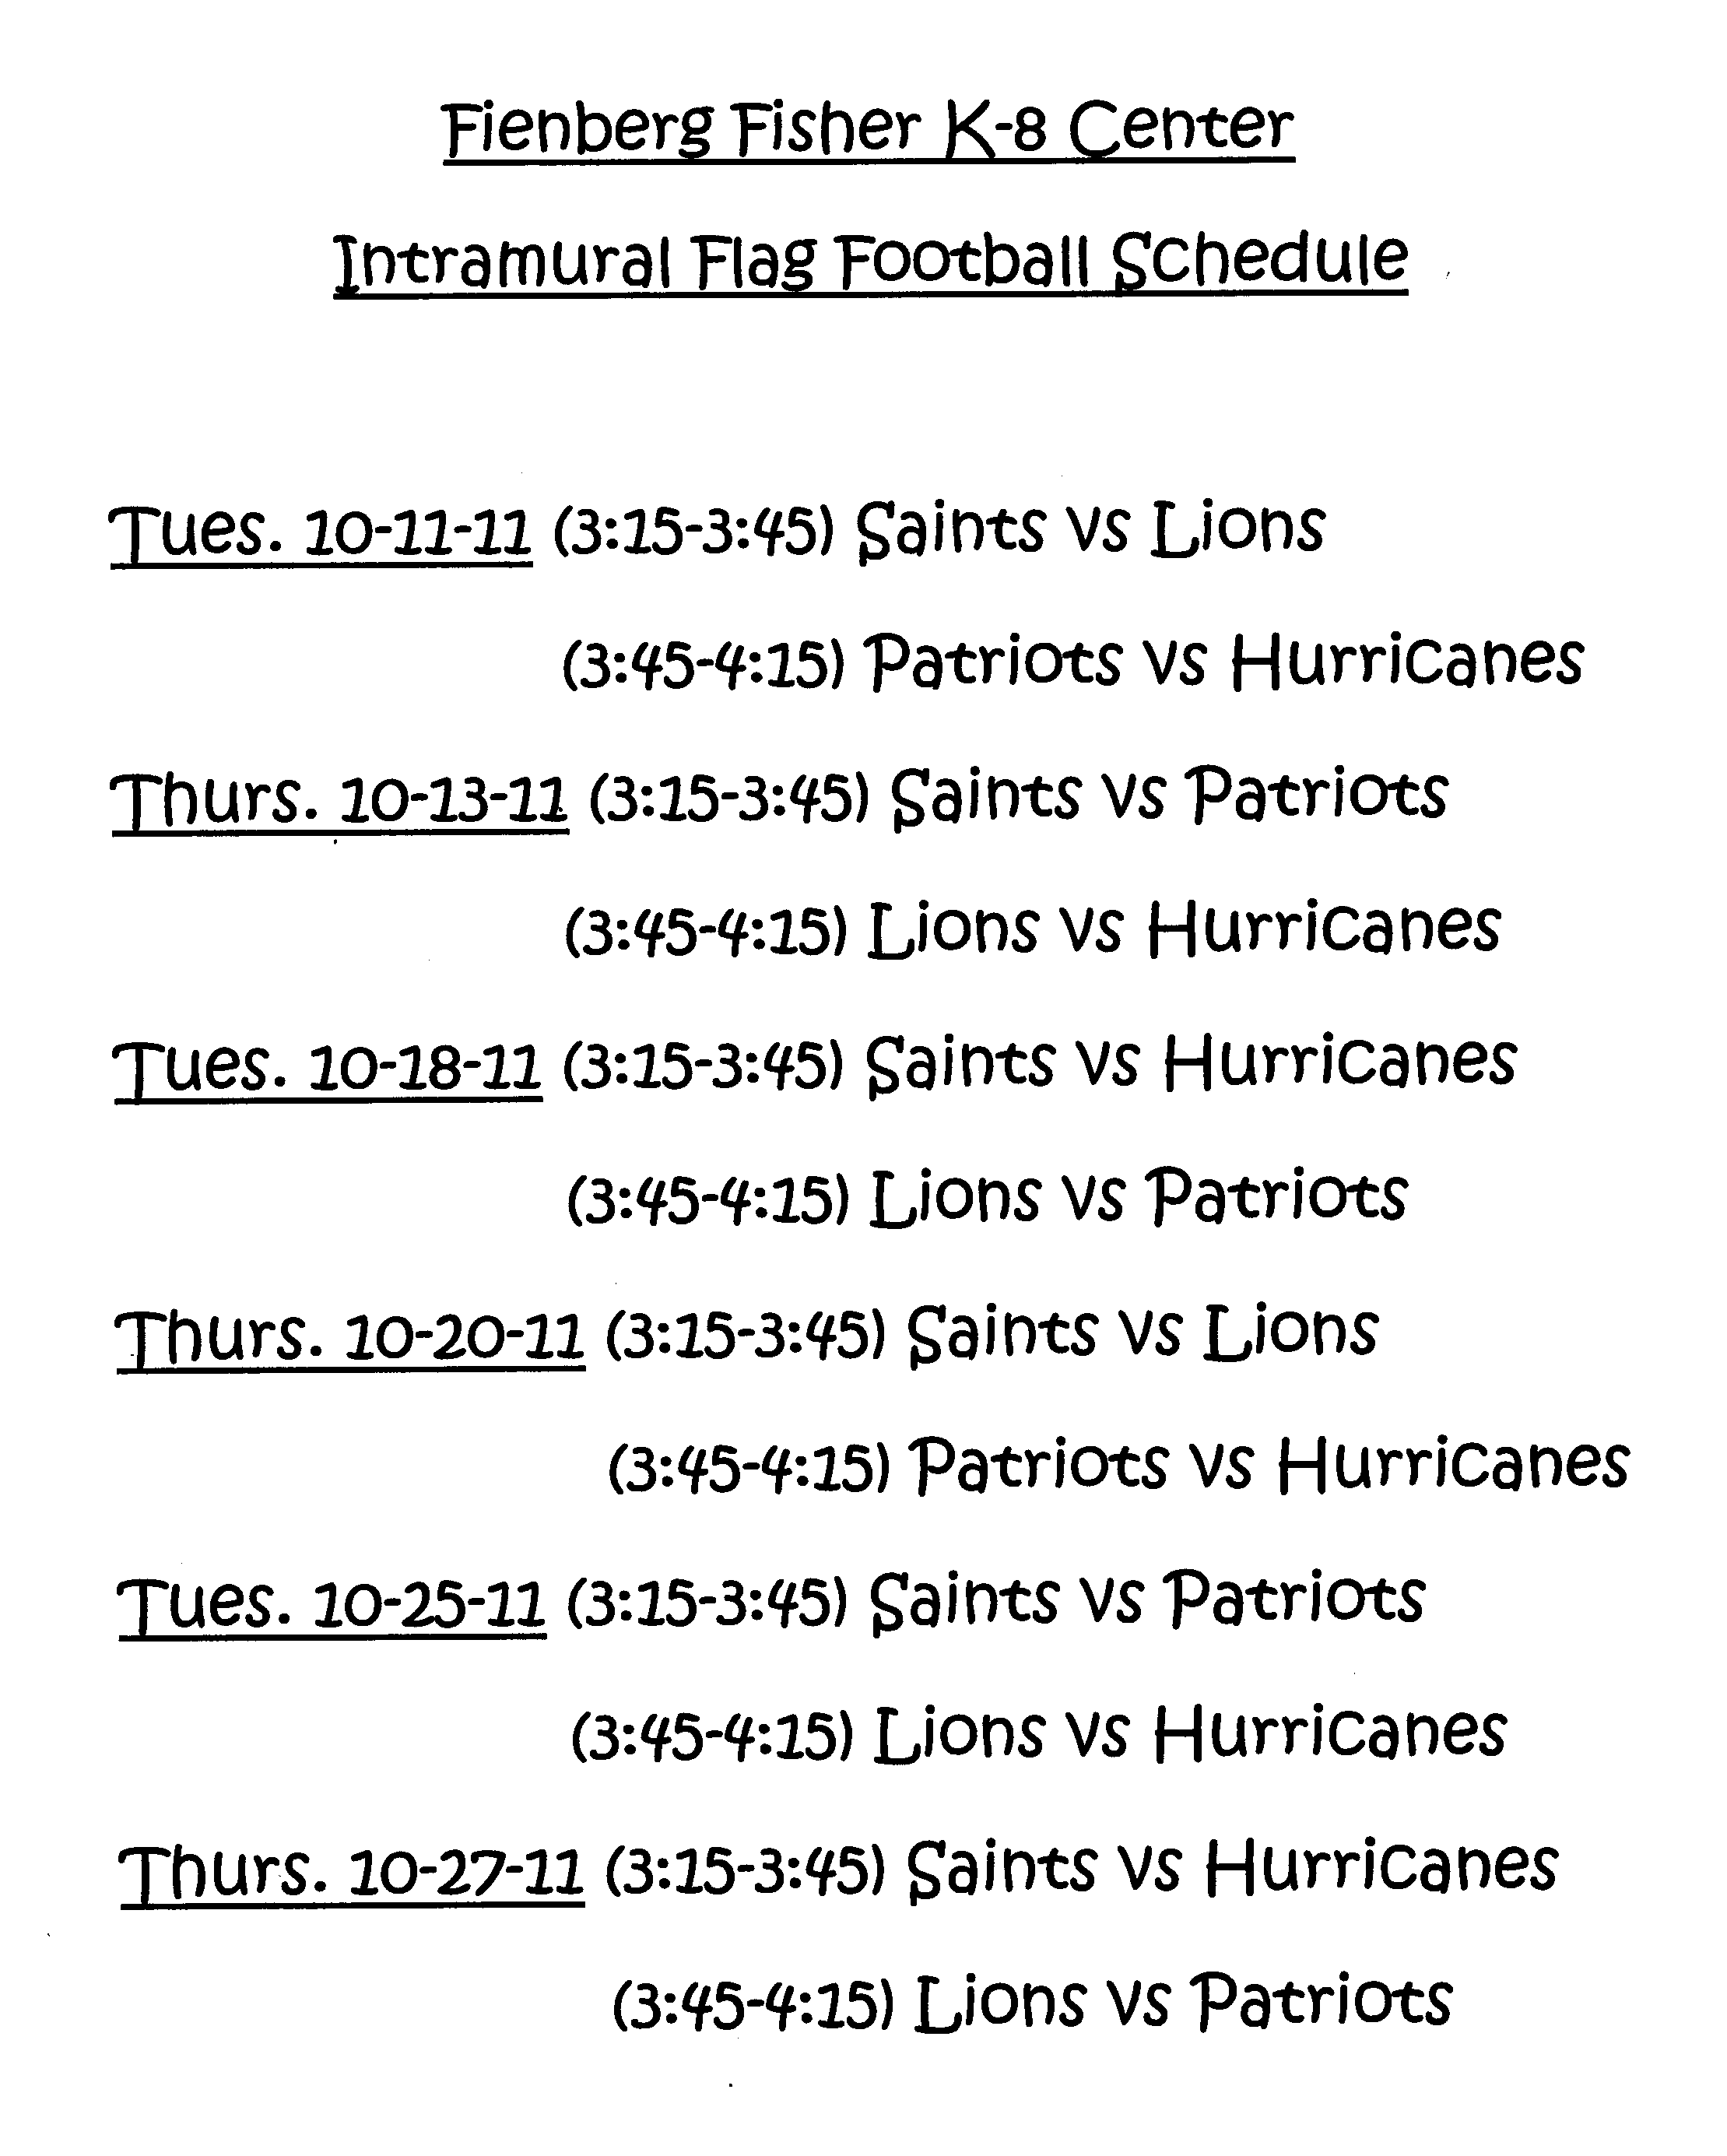 Fienberg Fisher K-8 Center
Intramural Flag Football Schedule
Tues. 10-11-11 (3:15-3:45) Saints vs Lions
(3:45-4:15) Patriots vs Hurricanes
Thurs. 10-13-11 (3:15-3:45) Saints vs Patriots
(3:45-4:15) Lions vs Hurricanes
Tues. 10-18-11 (3:15-3:45) Saints vs Hurricanes
(3:45-4:15) Lions vs Patriots
Thurs. 10-20-11 (3:15-3:45) Saints vs Lions
(3:45-4:15) Patriots vs Hurricanes
Tues. 10-25-11 (3:15-3:45) Saints vs Patriots
(3:45-4:15) Lions vs Hurricanes
Thurs. 10-27-11 (3:15-3:45) Saints vs Hurricanes
(3:45-4:15) Lions vs Patriots